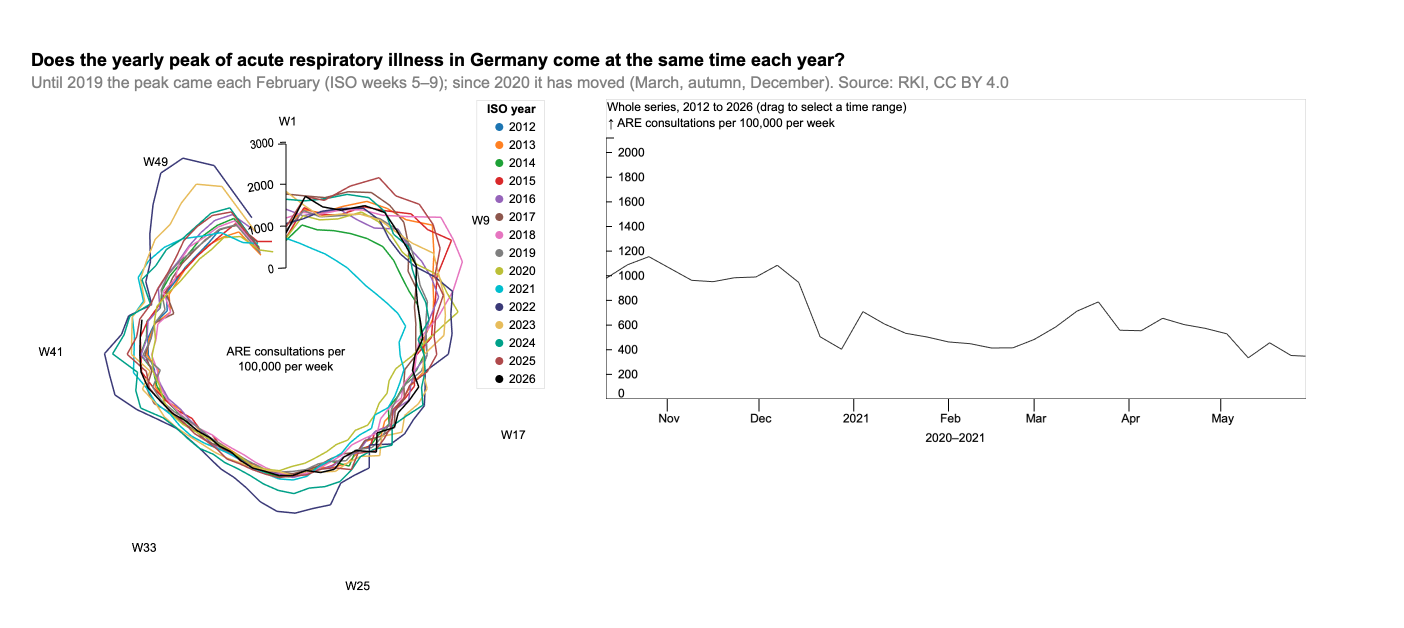 Does the yearly peak of acute respiratory illness in Germany come at the same time each year?
Until 2019 the peak came each February (ISO weeks 5–9); since 2020 it has moved (March, autumn, December). Source: RKI, CC BY 4.0
W1
3000
2000
1000
0
W49
W9
W41
W17
W33
W25
ARE consultations per
100,000 per week
ISO year
2012
2013
2014
2015
2016
2017
2018
2019
2020
2021
2022
2023
2024
2025
2026
Whole series, 2012 to 2026 (drag to select a time range)
↑ ARE consultations per 100,000 per week
2000
1800
1600
1400
1200
1000
800
600
400
200
0
Nov Dec 2021 Feb Mar Apr May
2020–2021